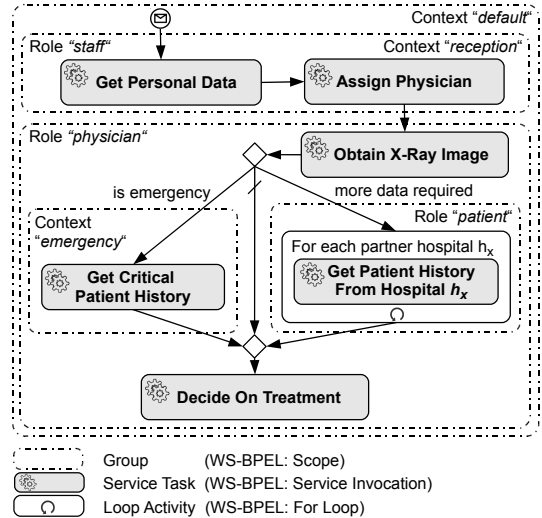 Context “default“
Role “staff“
Context “reception“
Get Personal Data
Assign Physician
Role “physician“
Obtain X-Ray Image
is emergency
more data required
Context
“emergency“
Role “patient“
For each partner hospital hx
Get Critical
Patient History
Get Patient History
From Hospital hx
Decide On Treatment
Group (WS-BPEL: Scope)
Service Task (WS-BPEL: Service Invocation)
Loop Activity (WS-BPEL: For Loop)